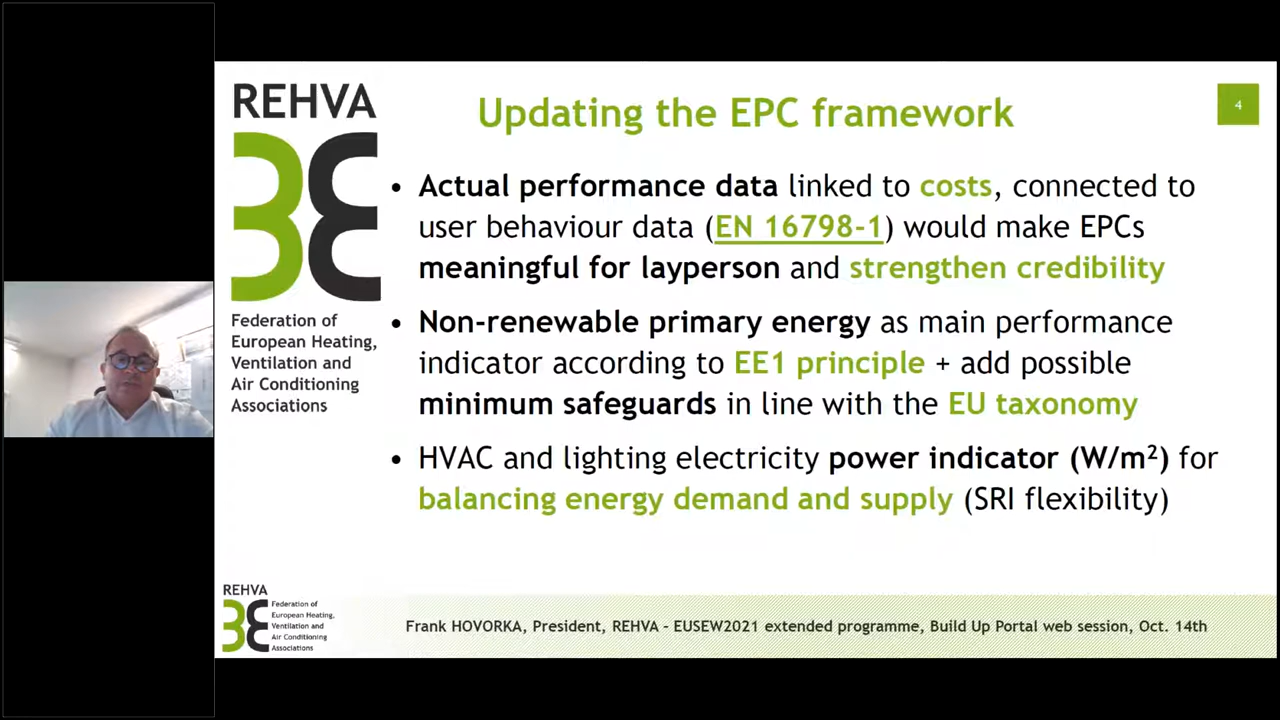 REHVA
Federation of
European Heating,
Ventilation and
Air Conditioning
Associations
Updating the EPC framework
4
• Actual performance data linked to costs, connected to
user behaviour data (EN 16798-1) would make EPCs
meaningful for layperson and strengthen credibility
• Non-renewable primary energy as main performance
indicator according to EE1 principle + add possible
minimum safeguards in line with the EU taxonomy
• HVAC and lighting electricity power indicator (W/m²) for
balancing energy demand and supply (SRI flexibility)
REHVA
Federation of
European Heating,
Ventilation and
Air Conditioning
Associations
Frank HOVORKA, President, REHVA – EUSEW2021 extended programme, Build Up Portal web session, Oct. 14th